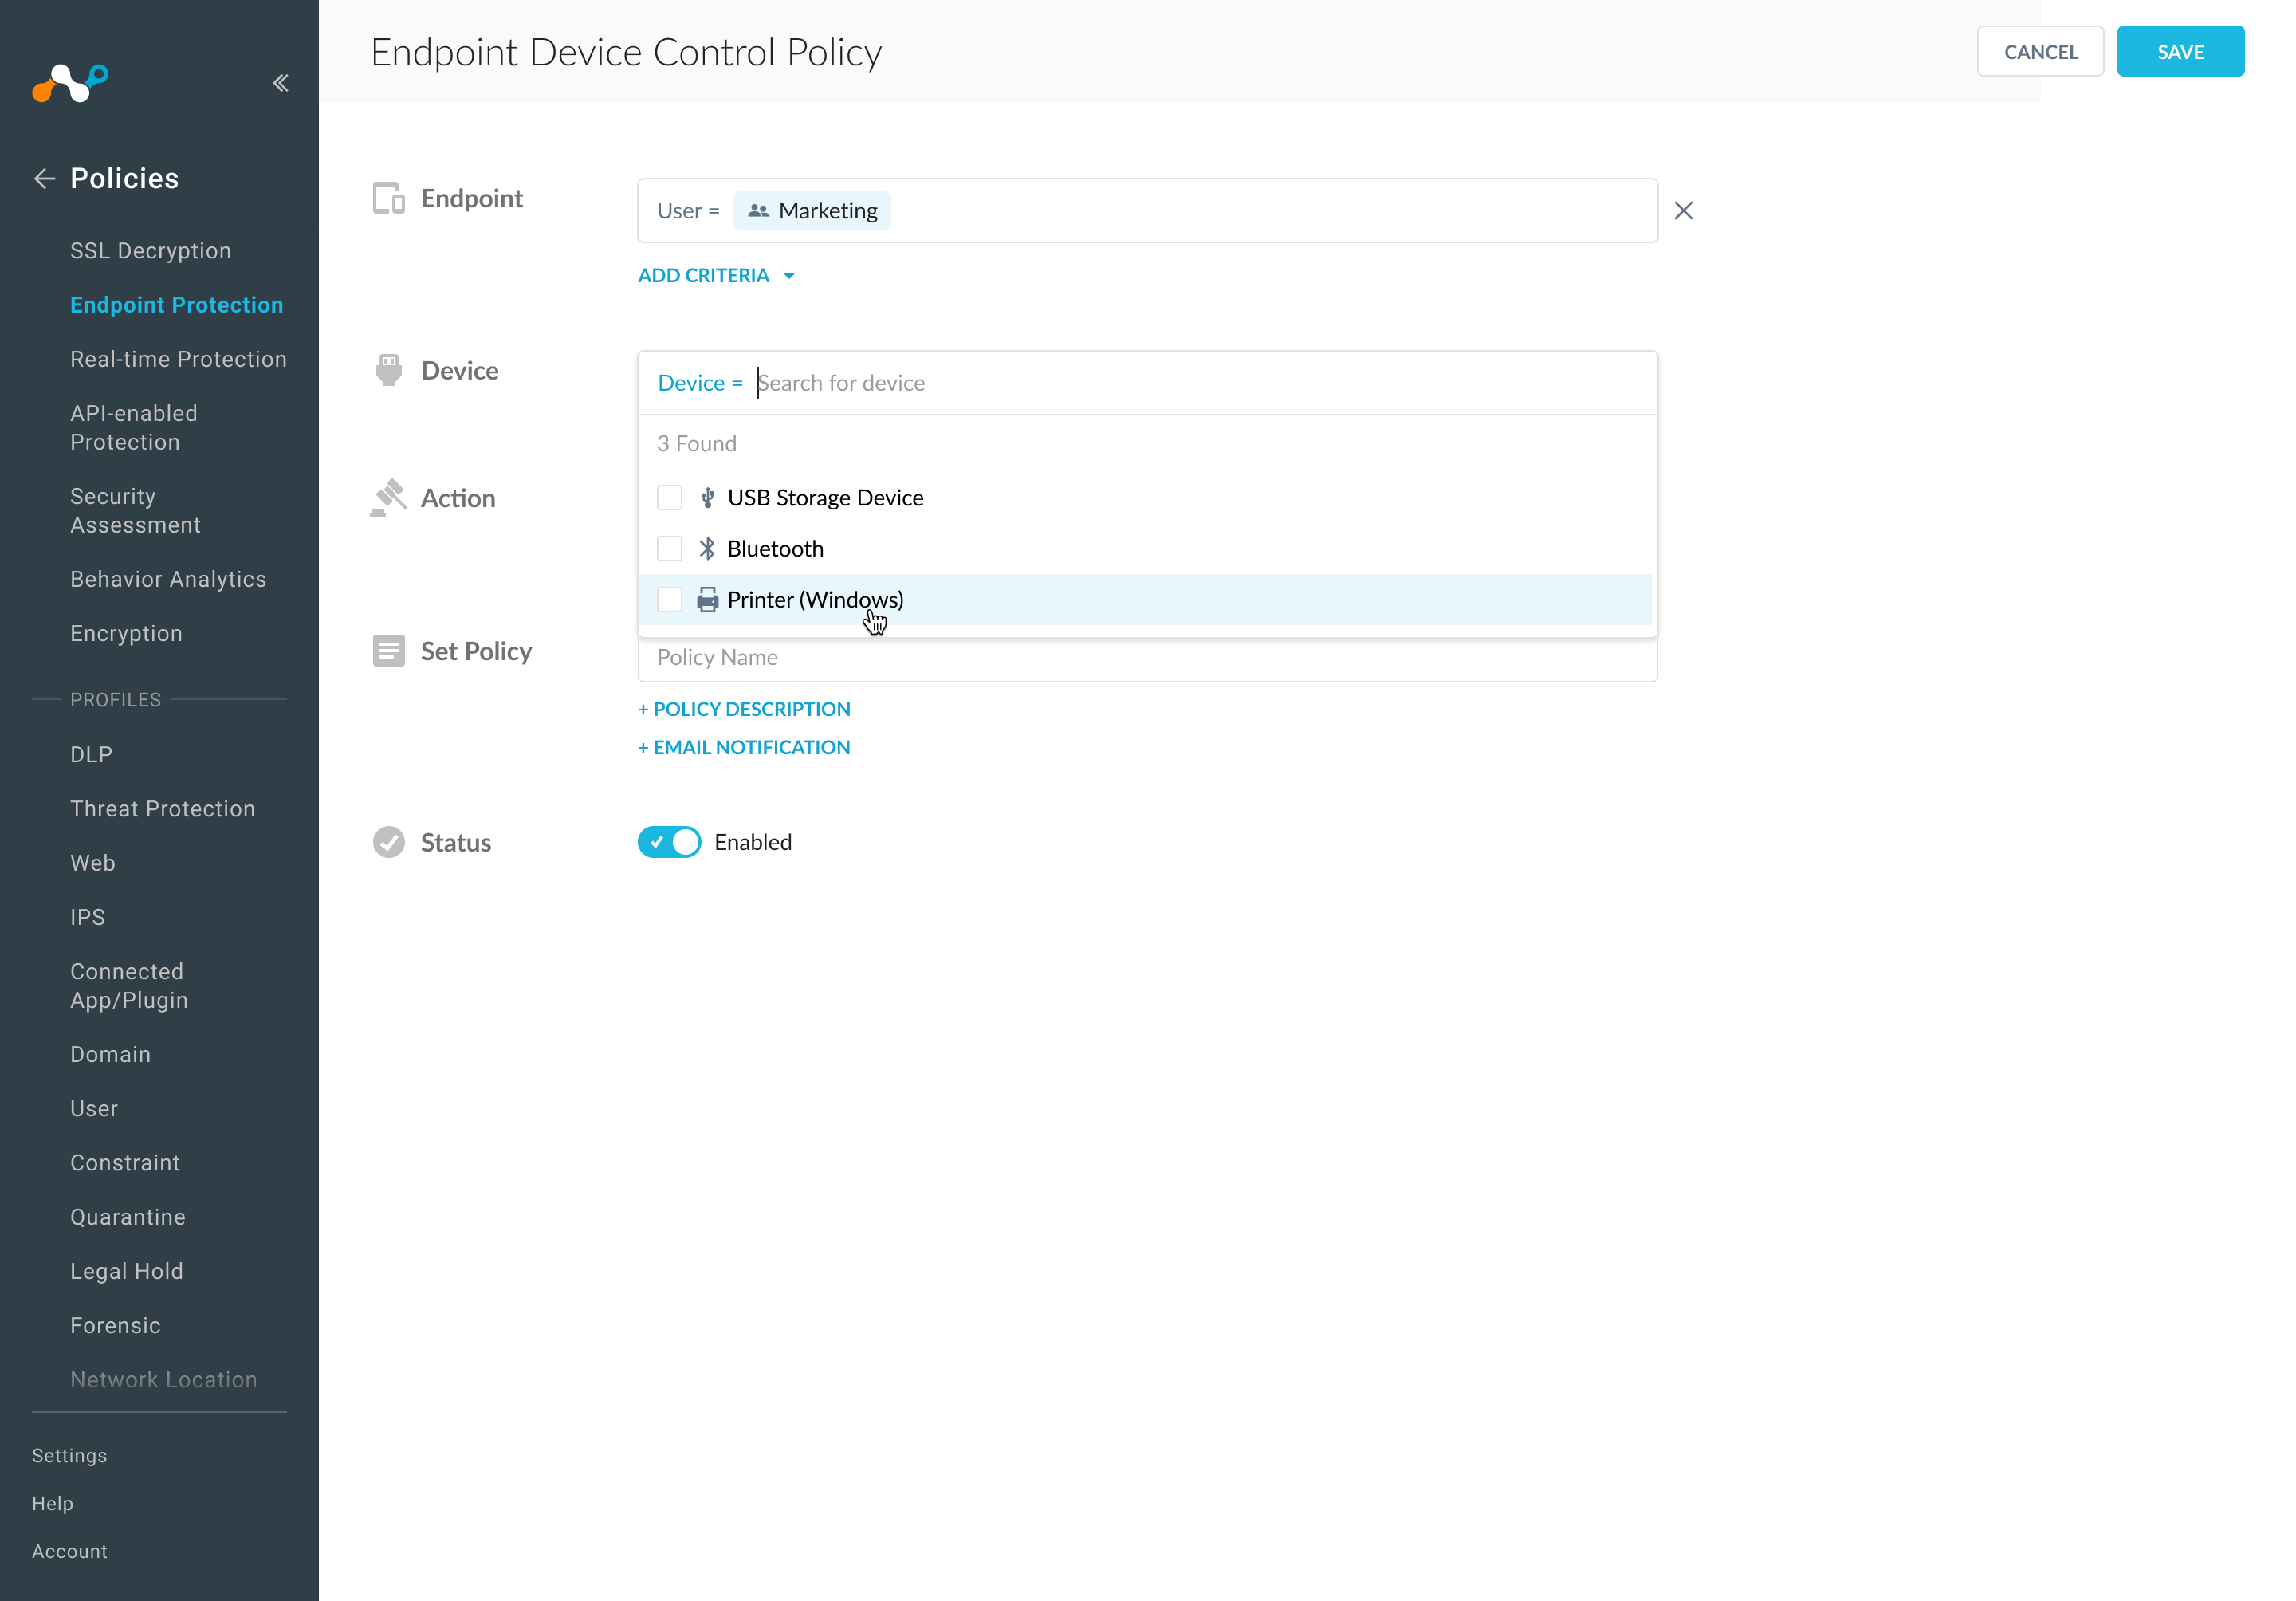 Endpoint Device Control Policy
CANCEL
SAVE
Policies
SSL Decryption
Endpoint Protection
Real-time Protection
API-enabled
Protection
Security
Assessment
Behavior Analytics
Encryption
PROFILES
DLP
Threat Protection
Web
IPS
Connected
App/Plugin
Domain
User
Constraint
Quarantine
Legal Hold
Forensic
Network Location
Settings
Help
Account
Endpoint
User = Marketing
ADD CRITERIA
Device
Device = Search for device
3 Found
USB Storage Device
Bluetooth
Printer (Windows)
Action
Set Policy
Policy Name
+ POLICY DESCRIPTION
+ EMAIL NOTIFICATION
Status
Enabled